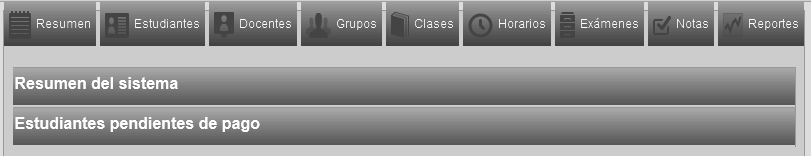 Resumen Estudiantes Docentes Grupos Clases Horarios Exámenes Notas Reportes
Resumen del sistema
Estudiantes pendientes de pago